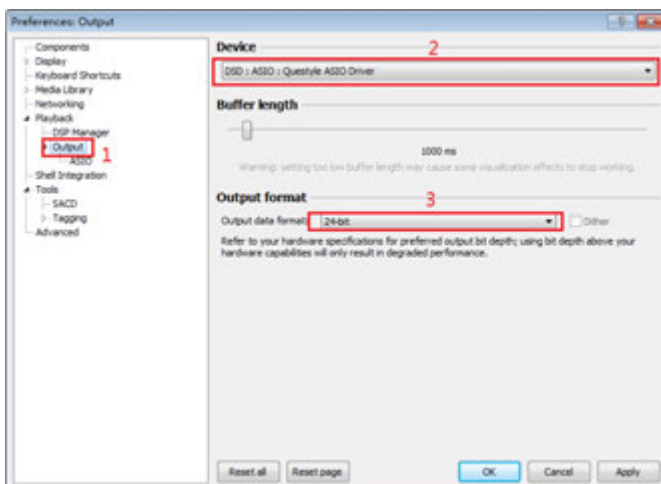 Preferences: Output
Components
Display
Keyboard Shortcuts
Media Library
Networking
Playback
DSP Manager
Output
1
ASIO
Shell Integration
Tools
SACD
Tagging
Advanced
Device
2
DSD : ASIO : Questyle ASIO Driver
Buffer length
1000 ms
Warning: setting too low buffer length may cause some visualization effects to stop working.
Output format
3
Output data format:
24-bit
Dither
Refer to your hardware specifications for preferred output bit depth; using bit depth above your
hardware capabilities will only result in degraded performance.
Reset all
Reset page
OK
Cancel
Apply